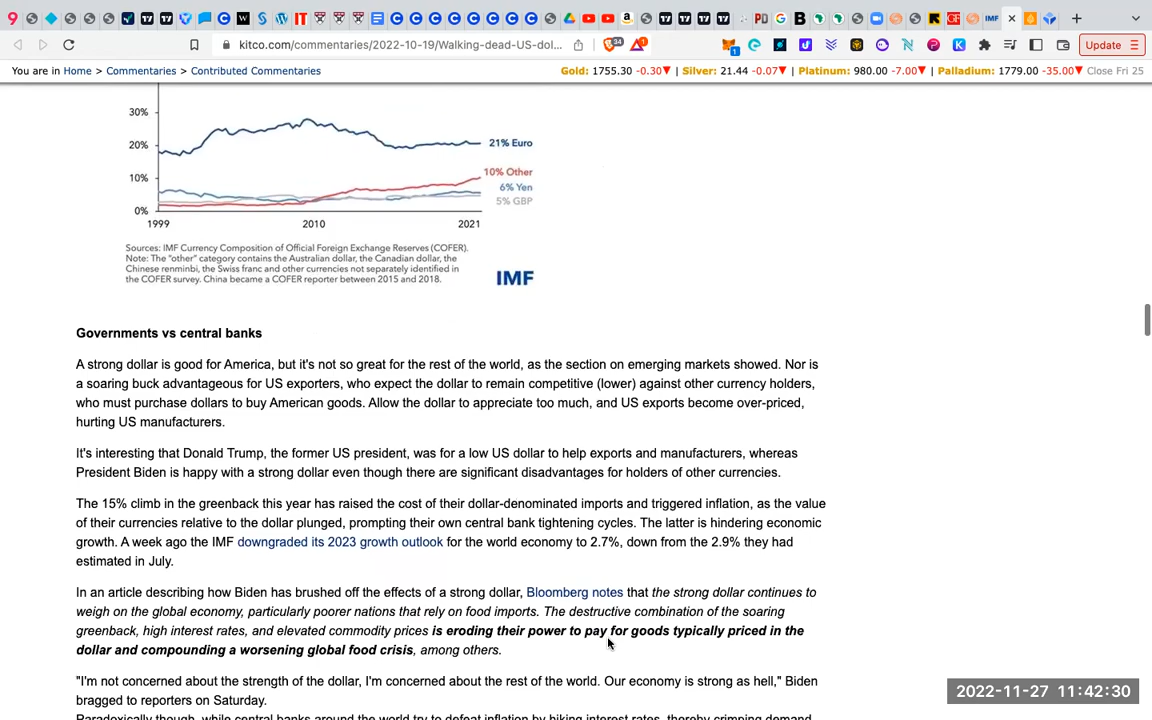 kitco.com/commentaries/2022-10-19/Walking-dead-US-dol...
Update
You are in Home > Commentaries > Contributed Commentaries
Gold: 1755.30 -0.30▼ | Silver: 21.44 -0.07▼ | Platinum: 980.00 -7.00▼ | Palladium: 1779.00 -35.00▼ Close Fri 25
30%
20%
10%
0%
21% Euro
10% Other
6% Yen
5% GBP
1999 2010 2021
Sources: IMF Currency Composition of Official Foreign Exchange Reserves (COFER).
Note: The "other" category contains the Australian dollar, the Canadian dollar, the
Chinese renminbi, the Swiss franc and other currencies not separately identified in
the COFER survey. China became a COFER reporter between 2015 and 2018.
IMF
Governments vs central banks
A strong dollar is good for America, but it's not so great for the rest of the world, as the section on emerging markets showed. Nor is
a soaring buck advantageous for US exporters, who expect the dollar to remain competitive (lower) against other currency holders,
who must purchase dollars to buy American goods. Allow the dollar to appreciate too much, and US exports become over-priced,
hurting US manufacturers.
It's interesting that Donald Trump, the former US president, was for a low US dollar to help exports and manufacturers, whereas
President Biden is happy with a strong dollar even though there are significant disadvantages for holders of other currencies.
The 15% climb in the greenback this year has raised the cost of their dollar-denominated imports and triggered inflation, as the value
of their currencies relative to the dollar plunged, prompting their own central bank tightening cycles. The latter is hindering economic
growth. A week ago the IMF downgraded its 2023 growth outlook for the world economy to 2.7%, down from the 2.9% they had
estimated in July.
In an article describing how Biden has brushed off the effects of a strong dollar, Bloomberg notes that the strong dollar continues to
weigh on the global economy, particularly poorer nations that rely on food imports. The destructive combination of the soaring
greenback, high interest rates, and elevated commodity prices is eroding their power to pay for goods typically priced in the
dollar and compounding a worsening global food crisis, among others.
"I'm not concerned about the strength of the dollar, I'm concerned about the rest of the world. Our economy is strong as hell," Biden
bragged to reporters on Saturday.
Paradoxically though, while central banks around the world try to defeat inflation by hiking interest rates, thereby crimping demand
2022-11-27 11:42:30